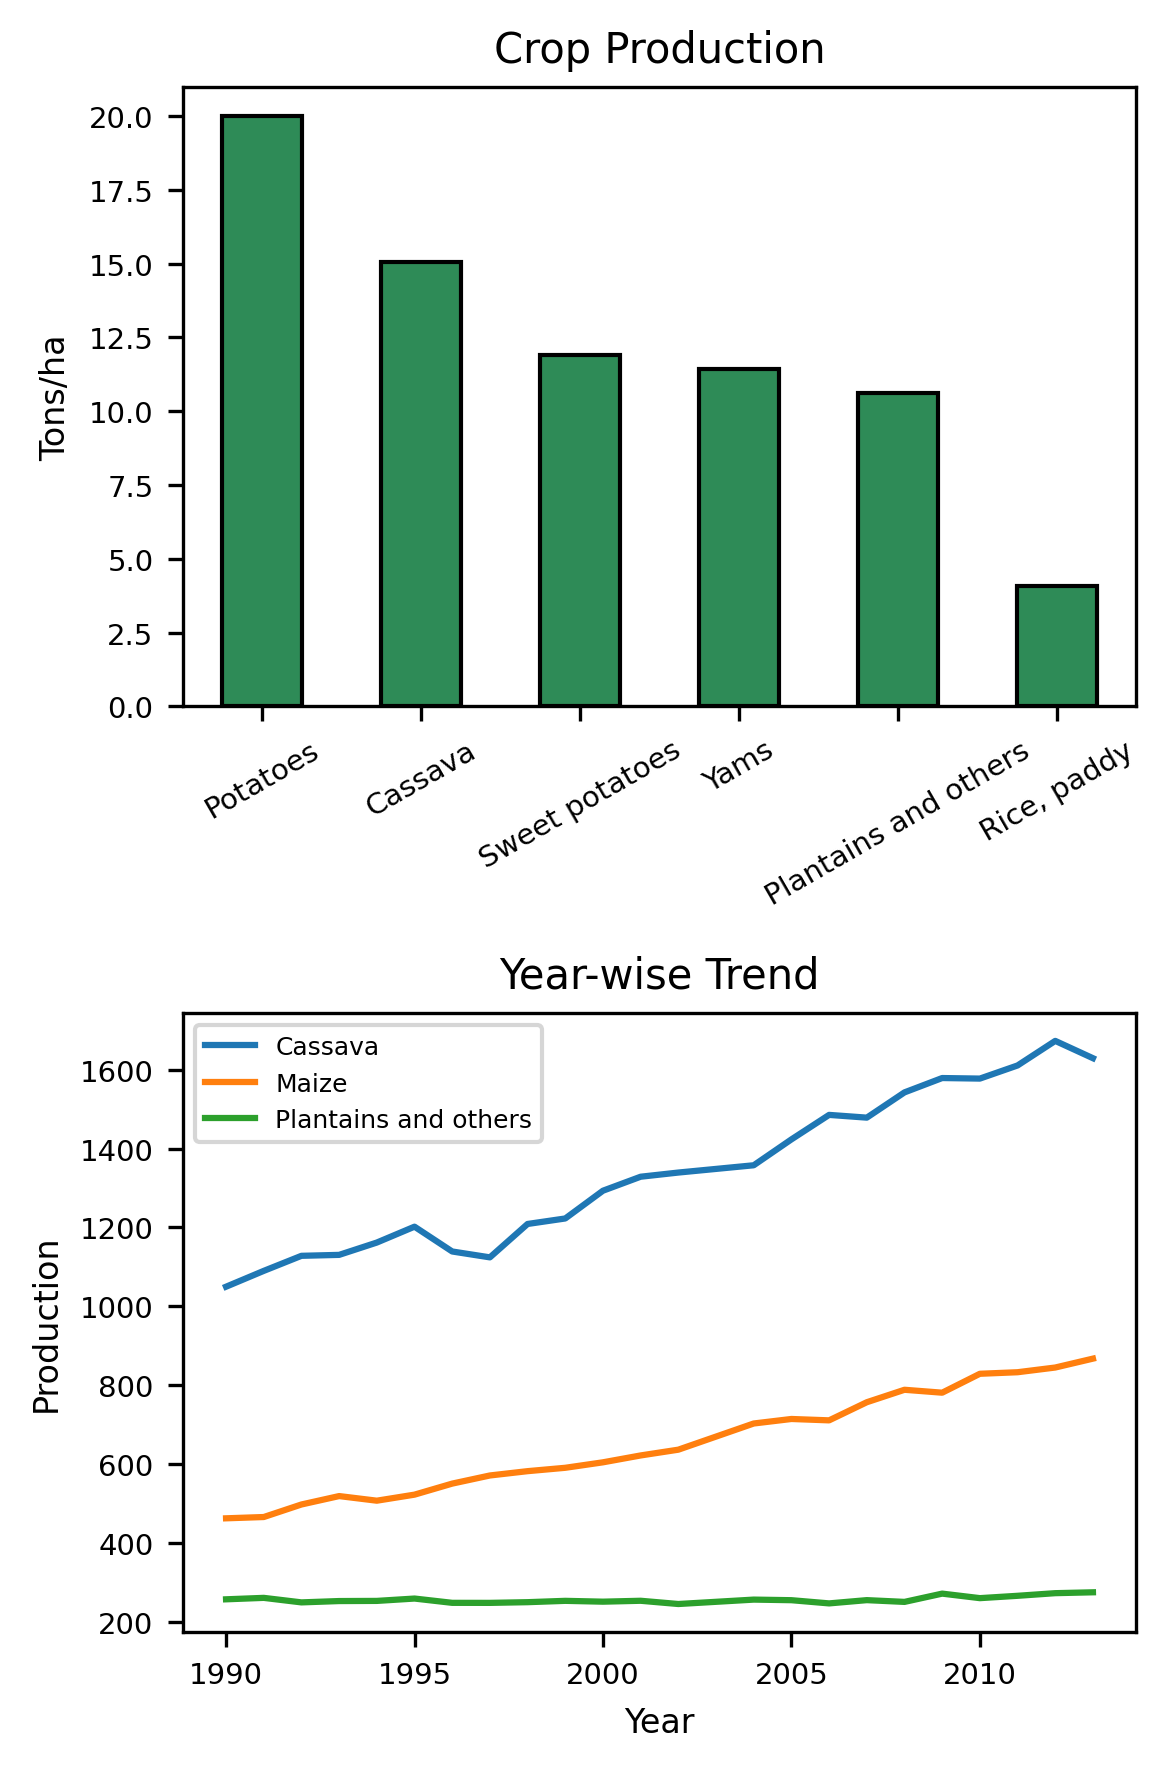 Crop Production
Tons/ha
20.0
17.5
15.0
12.5
10.0
7.5
5.0
2.5
0.0
Potatoes
Cassava
Sweet potatoes
Yams
Plantains and others
Rice, paddy
Year-wise Trend
Cassava
Maize
Plantains and others
Production
1600
1400
1200
1000
800
600
400
200
1990
1995
2000
2005
2010
Year